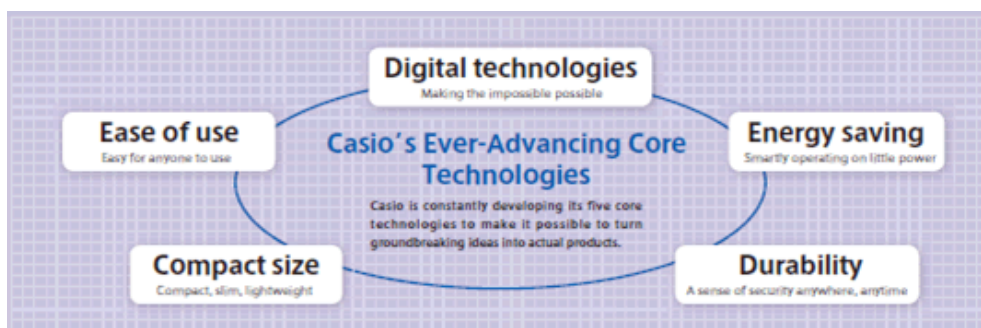 Digital technologies
Making the impossible possible
Ease of use
Easy for anyone to use
Casio's Ever-Advancing Core
Technologies
Casio is constantly developing its five core
technologies to make it possible to turn
groundbreaking ideas into actual products.
Energy saving
Smartly operating on little power
Compact size
Compact, slim, lightweight
Durability
A sense of security anywhere, anytime